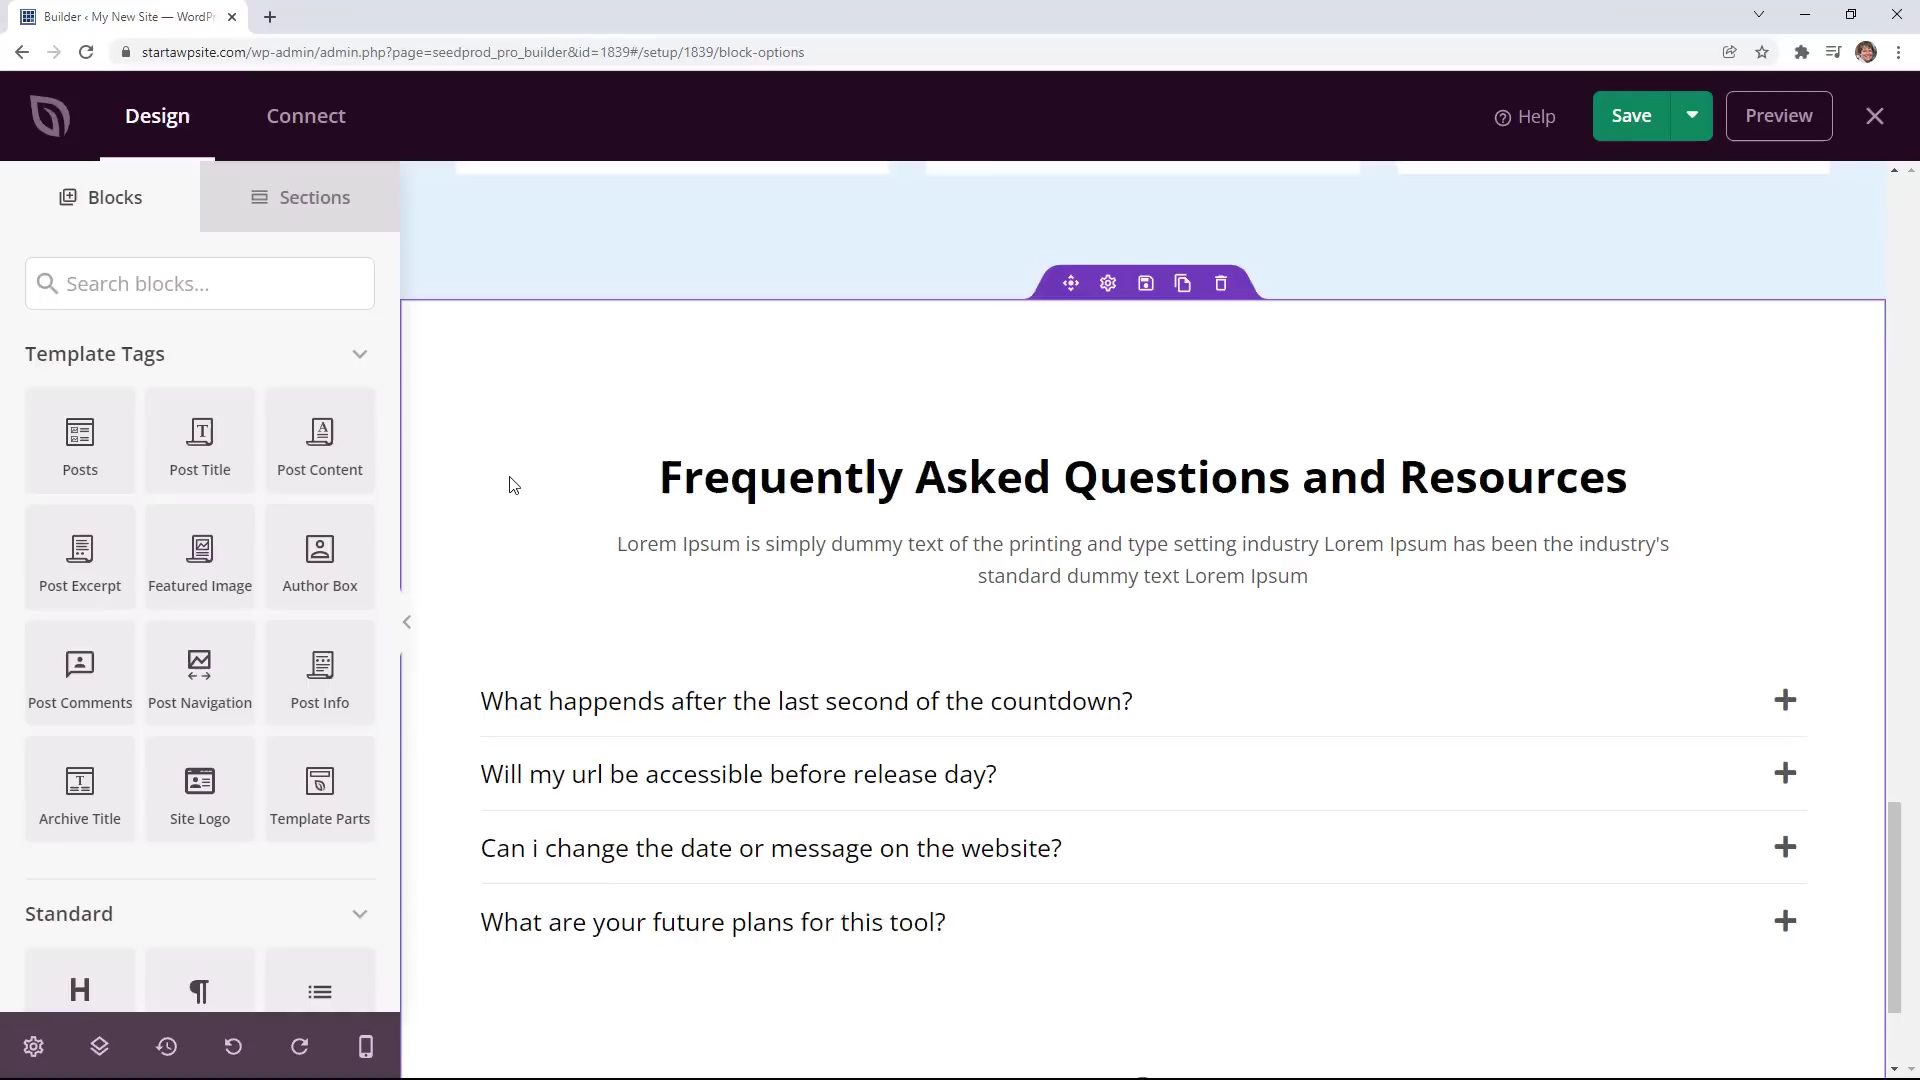 Builder ‹ My New Site — WordPr
startawpsite.com/wp-admin/admin.php?page=seedprod_pro_builder&id=1839#/setup/1839/block-options
Design
Connect
Help
Save
Preview
Blocks
Sections
Search blocks...
Template Tags
Posts
Post Title
Post Content
Post Excerpt
Featured Image
Author Box
Post Comments
Post Navigation
Post Info
Archive Title
Site Logo
Template Parts
Standard
Frequently Asked Questions and Resources
Lorem Ipsum is simply dummy text of the printing and type setting industry Lorem Ipsum has been the industry's
standard dummy text Lorem Ipsum
What happends after the last second of the countdown?
Will my url be accessible before release day?
Can i change the date or message on the website?
What are your future plans for this tool?